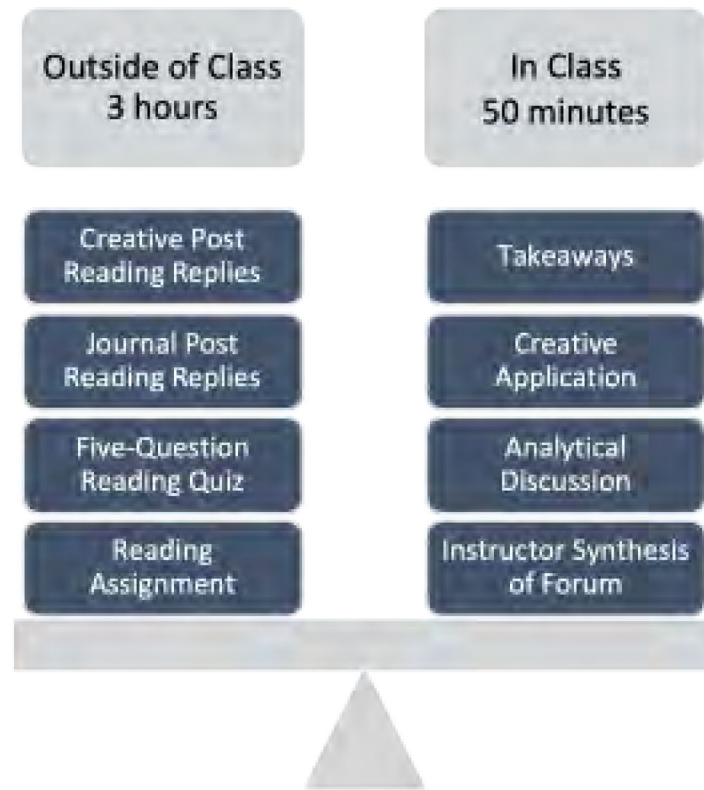 Outside of Class
3 hours
In Class
50 minutes
Creative Post
Reading Replies
Takeaways
Journal Post
Reading Replies
Creative
Application
Five-Question
Reading Quiz
Analytical
Discussion
Reading
Assignment
Instructor Synthesis
of Forum